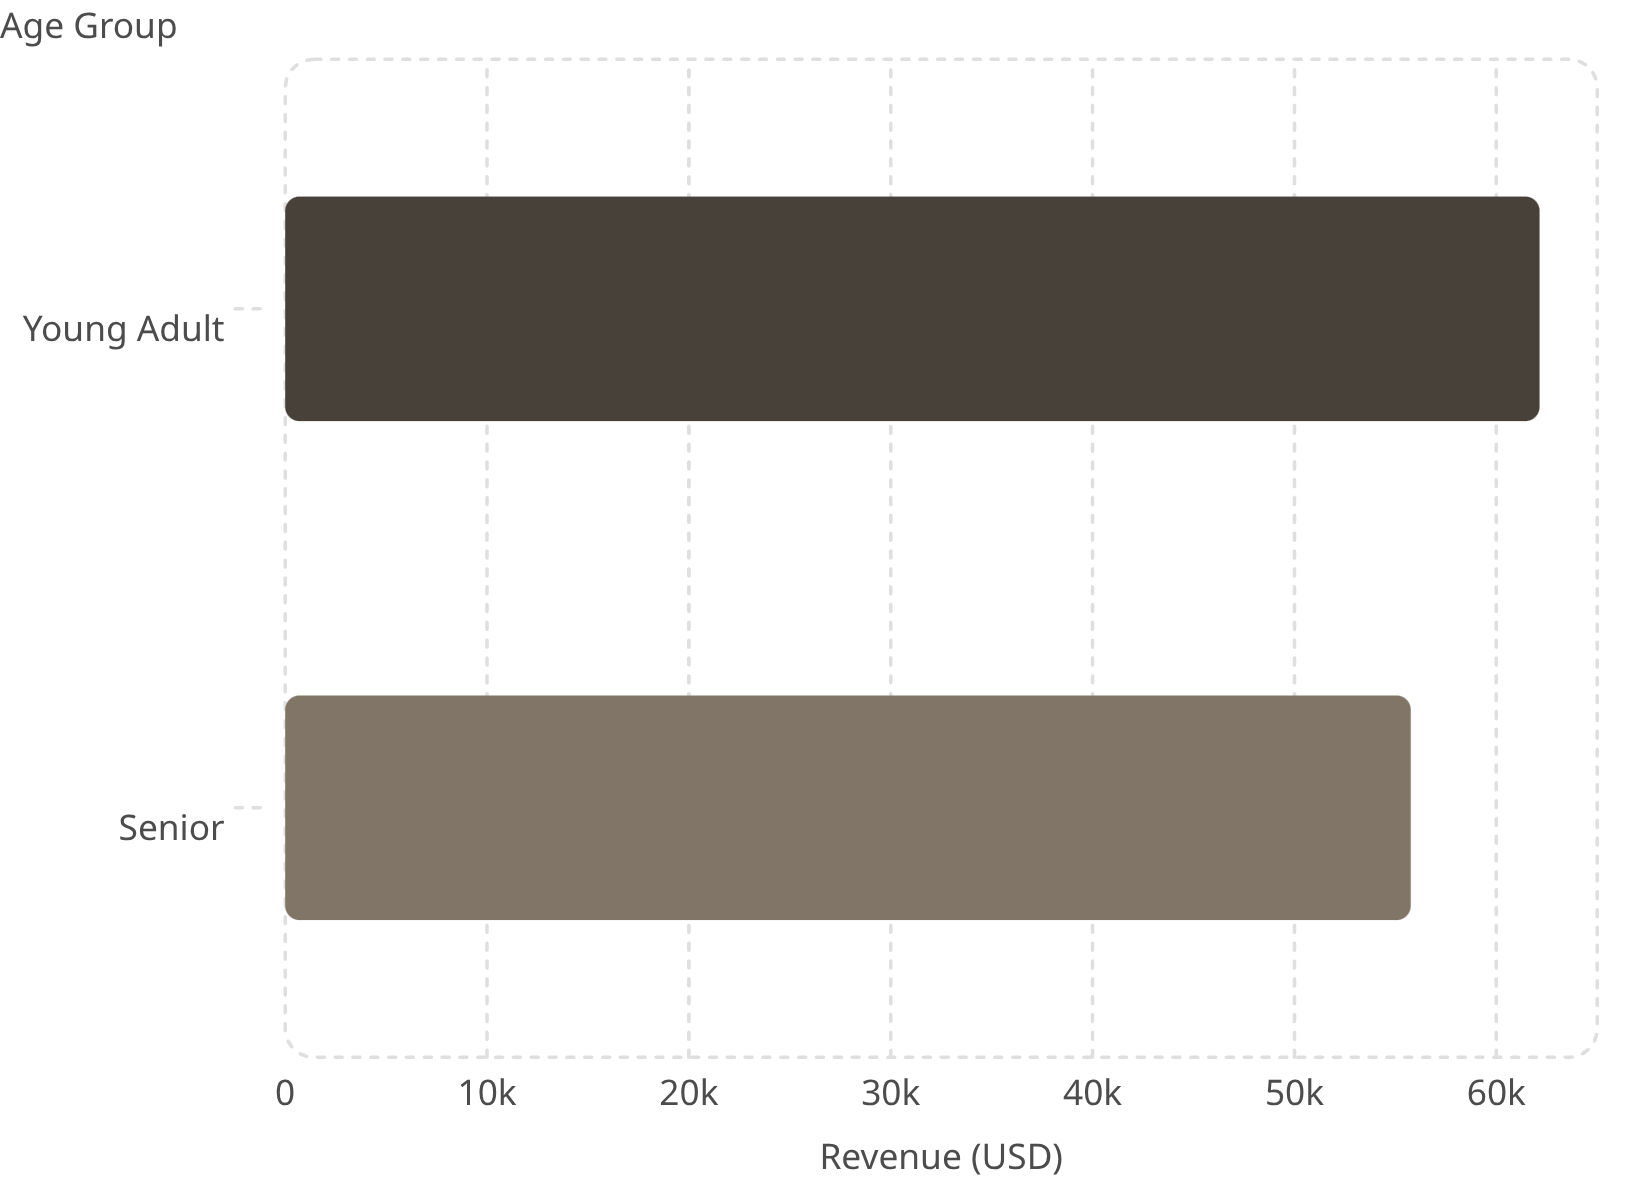 Age Group
Young Adult
Senior
0 10k 20k 30k 40k 50k 60k
Revenue (USD)